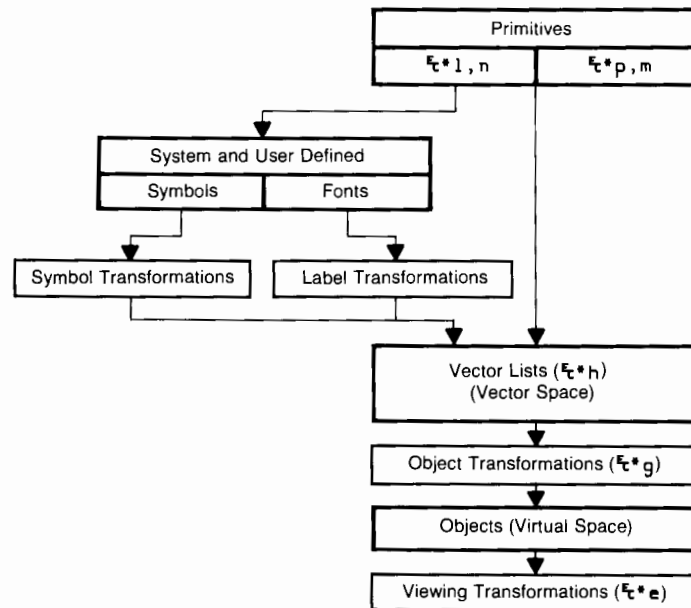 Primitives
ᴱc*l,n ᴱc*p,m
System and User Defined
Symbols Fonts
Symbol Transformations Label Transformations
Vector Lists (ᴱc*h)
(Vector Space)
Object Transformations (ᴱc*g)
Objects (Virtual Space)
Viewing Transformations (ᴱc*e)